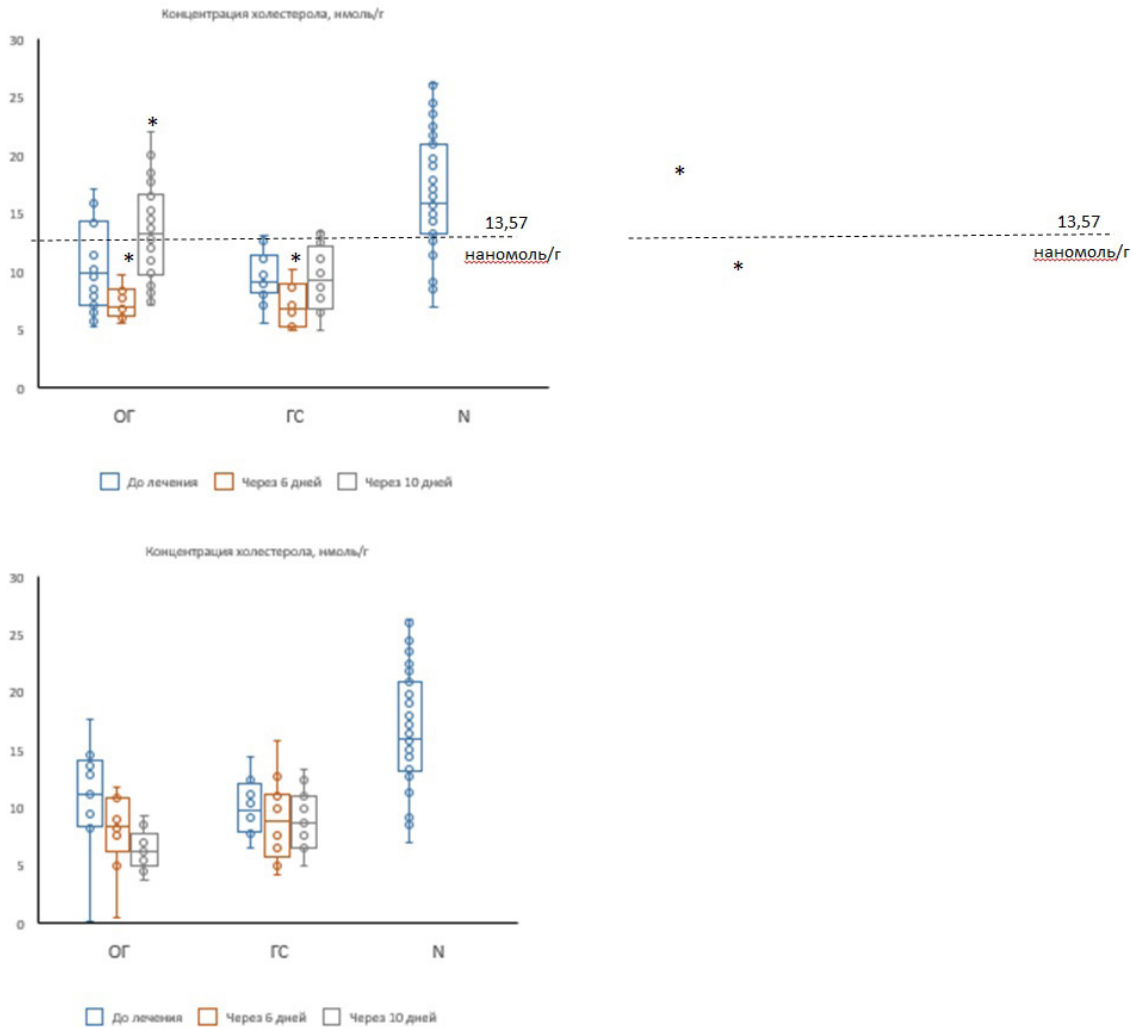 Концентрация холестерола, нмоль/г
30
25
20
15
10
5
0
*
*
*
13,57
наномоль/г
*
*
13,57
наномоль/г
ОГ ГС N
До лечения Через 6 дней Через 10 дней
Концентрация холестерола, нмоль/г
30
25
20
15
10
5
0
ОГ ГС N
До лечения Через 6 дней Через 10 дней